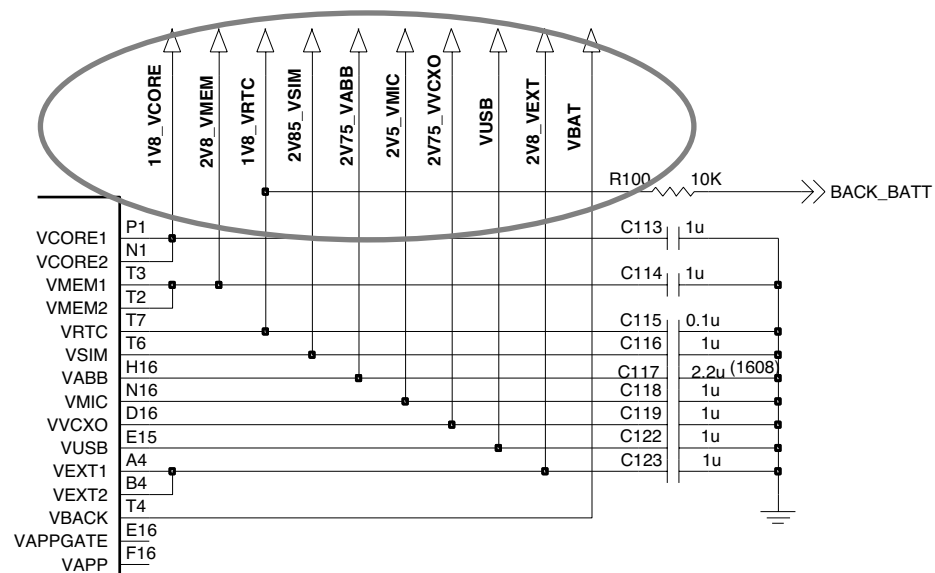 1V8_VCORE
2V8_VMEM
1V8_VRTC
2V85_VSIM
2V75_VABB
2V5_VMIC
2V75_VVCXO
VUSB
2V8_VEXT
VBAT
R100 10K BACK_BATT
VCORE1 P1 C113 1u
VCORE2 N1
VMEM1 T3 C114 1u
VMEM2 T2
VRTC T7 C115 0.1u
VSIM T6 C116 1u
VABB H16 C117 2.2u (1608)
VMIC N16 C118 1u
VVCXO D16 C119 1u
VUSB E15 C122 1u
VEXT1 A4 C123 1u
VEXT2 B4
VBACK T4
VAPPGATE E16
VAPP F16